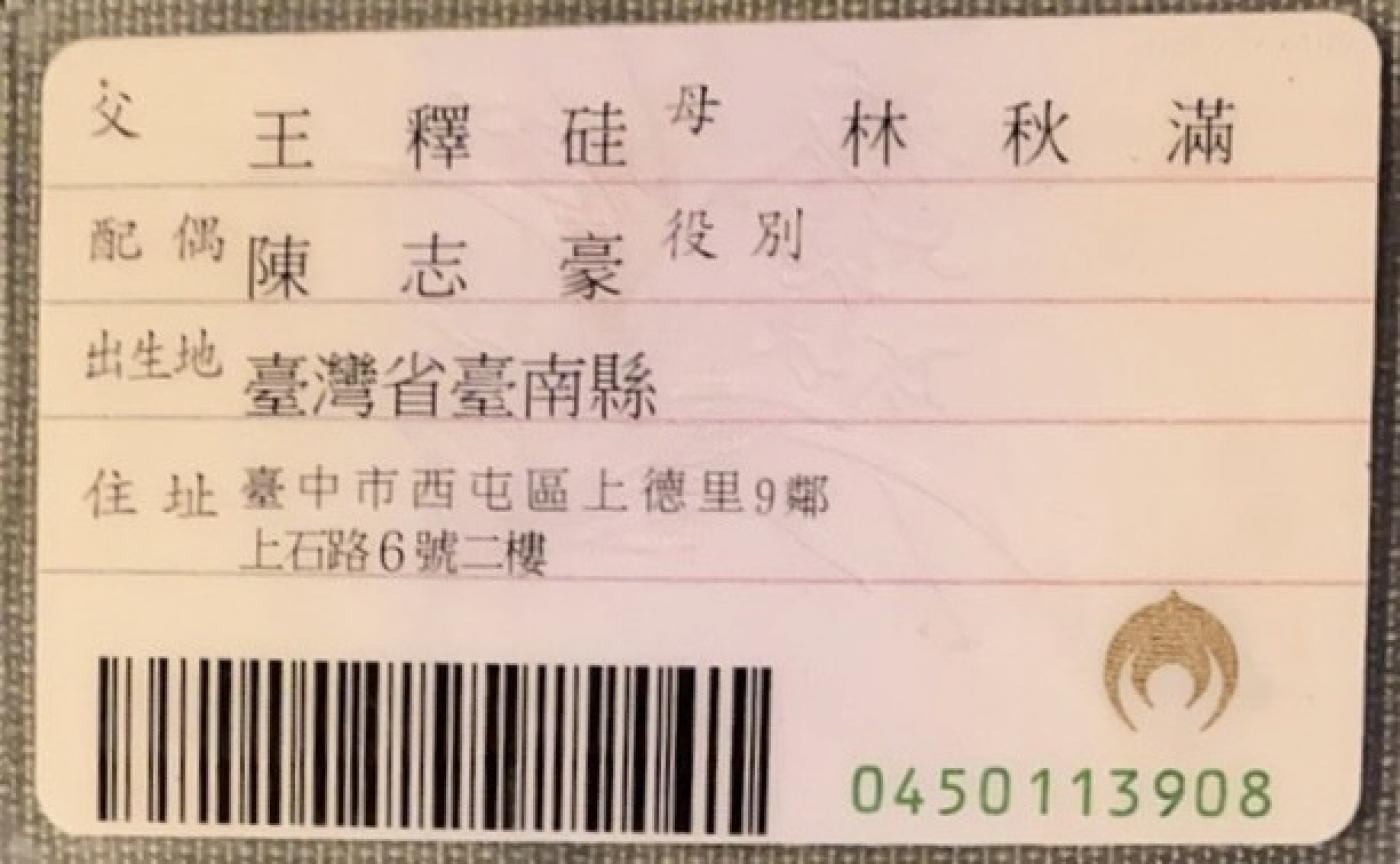 父 王釋硅 母 林秋滿
配偶 陳志豪 役別
出生地 臺灣省臺南縣
住址 臺中市西屯區上德里9鄰
上石路6號二樓
0450113908